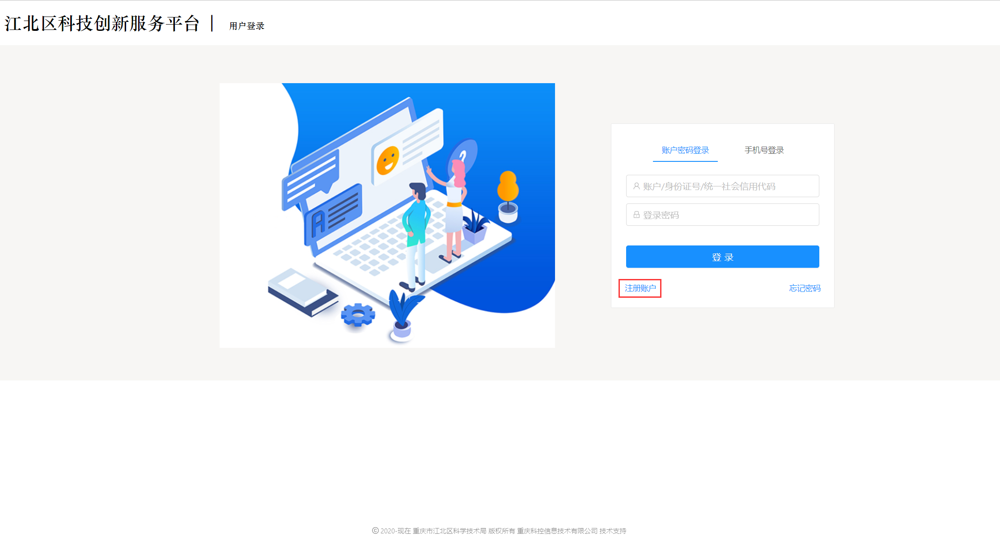 江北区科技创新服务平台 | 用户登录
账户密码登录 手机号登录
账户/身份证号/统一社会信用代码
登录密码
登 录
注册账户 忘记密码
A
?
© 2020-现在 重庆市江北区科学技术局 版权所有 重庆科控信息技术有限公司 技术支持